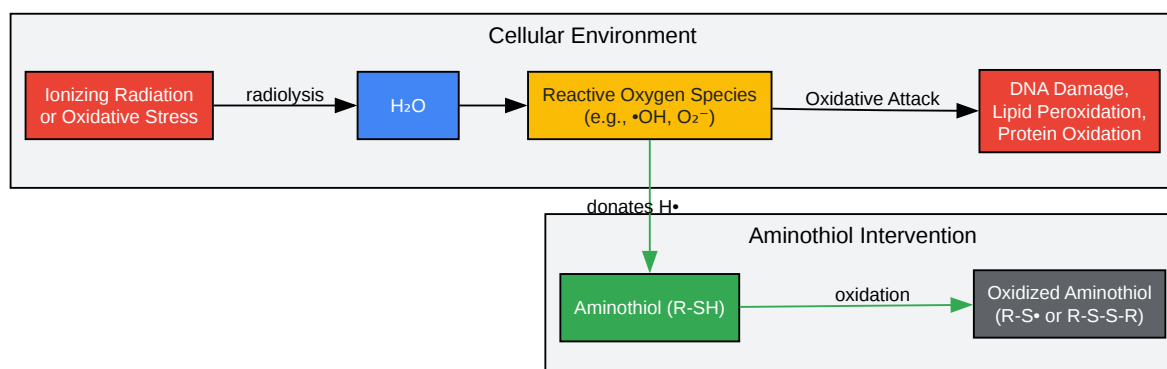 Cellular Environment
Ionizing Radiation
or Oxidative Stress
radiolysis
H₂O
Reactive Oxygen Species
(e.g., •OH, O₂⁻)
Oxidative Attack
DNA Damage,
Lipid Peroxidation,
Protein Oxidation
donates H•
Aminothiol Intervention
Aminothiol (R-SH)
oxidation
Oxidized Aminothiol
(R-S• or R-S-S-R)